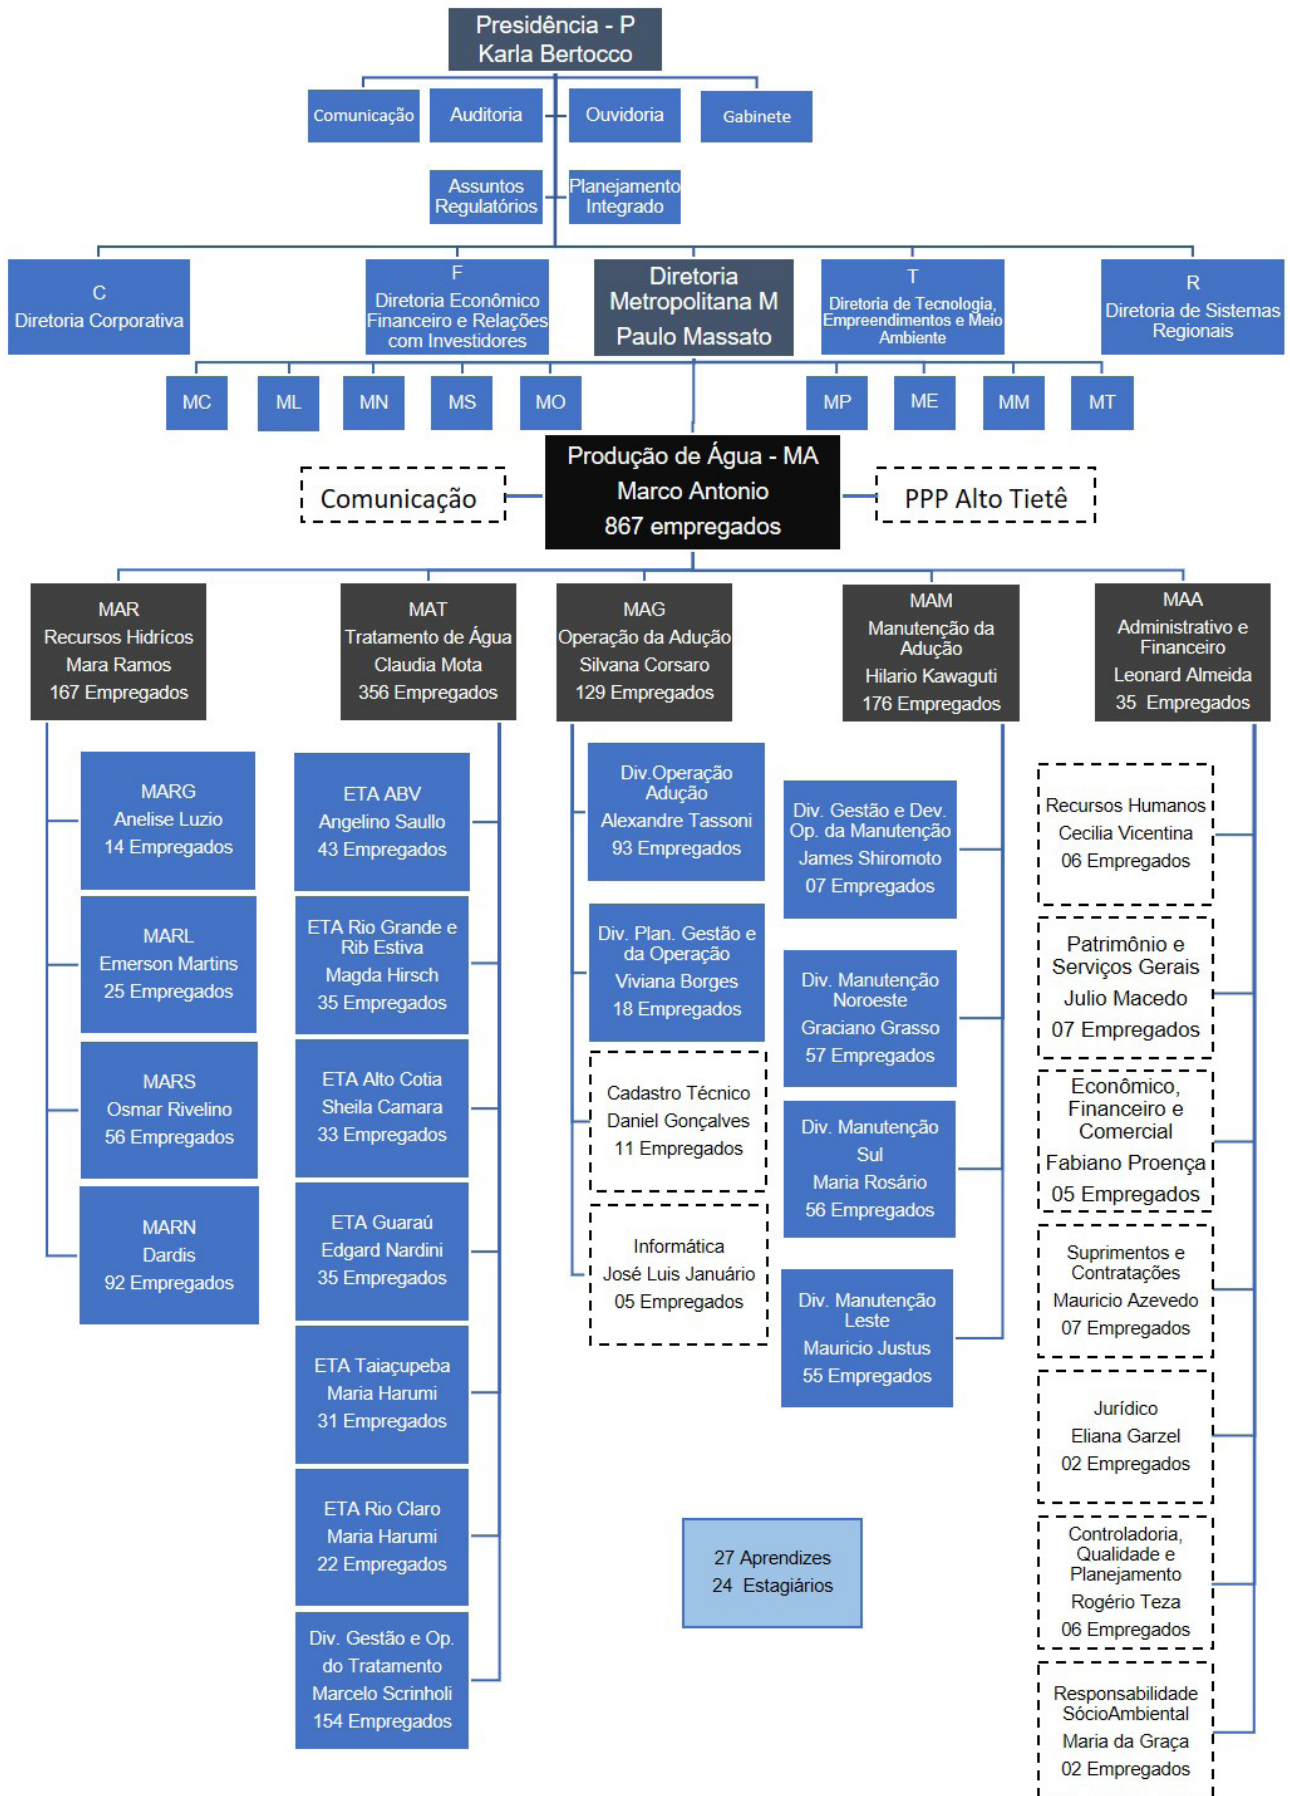 Presidência - P
Karla Bertocco
Comunicação
Auditoria
Ouvidoria
Gabinete
Assuntos
Regulatórios
Planejamento
Integrado
C
Diretoria Corporativa
F
Diretoria Econômico
Financeiro e Relações
com Investidores
Diretoria
Metropolitana M
Paulo Massato
T
Diretoria de Tecnologia,
Empreendimentos e Meio
Ambiente
R
Diretoria de Sistemas
Regionais
MC
ML
MN
MS
MO
MP
ME
MM
MT
Produção de Água - MA
Marco Antonio
867 empregados
Comunicação
PPP Alto Tietê
MAR
Recursos Hidrícos
Mara Ramos
167 Empregados
MAT
Tratamento de Água
Claudia Mota
356 Empregados
MAG
Operação da Adução
Silvana Corsaro
129 Empregados
MAM
Manutenção da
Adução
Hilario Kawaguti
176 Empregados
MAA
Administrativo e
Financeiro
Leonard Almeida
35 Empregados
MARG
Anelise Luzio
14 Empregados
MARL
Emerson Martins
25 Empregados
MARS
Osmar Rivelino
56 Empregados
MARN
Dardis
92 Empregados
ETA ABV
Angelino Saullo
43 Empregados
ETA Rio Grande e
Rib Estiva
Magda Hirsch
35 Empregados
ETA Alto Cotia
Sheila Camara
33 Empregados
ETA Guaraú
Edgard Nardini
35 Empregados
ETA Taiaçupeba
Maria Harumi
31 Empregados
ETA Rio Claro
Maria Harumi
22 Empregados
Div. Gestão e Op.
do Tratamento
Marcelo Scrinholi
154 Empregados
Div.Operação
Adução
Alexandre Tassoni
93 Empregados
Div. Plan. Gestão e
da Operação
Viviana Borges
18 Empregados
Cadastro Técnico
Daniel Gonçalves
11 Empregados
Informática
José Luis Januário
05 Empregados
Div. Gestão e Dev.
Op. da Manutenção
James Shiromoto
07 Empregados
Div. Manutenção
Noroeste
Graciano Grasso
57 Empregados
Div. Manutenção
Sul
Maria Rosário
56 Empregados
Div. Manutenção
Leste
Mauricio Justus
55 Empregados
Recursos Humanos
Cecilia Vicentina
06 Empregados
Patrimônio e
Serviços Gerais
Julio Macedo
07 Empregados
Econômico,
Financeiro e
Comercial
Fabiano Proença
05 Empregados
Suprimentos e
Contratações
Mauricio Azevedo
07 Empregados
Jurídico
Eliana Garzel
02 Empregados
Controladoria,
Qualidade e
Planejamento
Rogério Teza
06 Empregados
Responsabilidade
SócioAmbiental
Maria da Graça
02 Empregados
27 Aprendizes
24 Estagiários